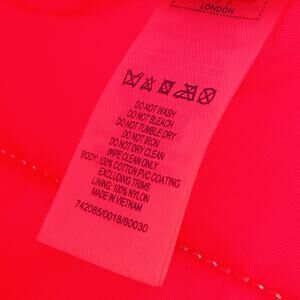 LONDON
DO NOT WASH
DO NOT BLEACH
DO NOT TUMBLE DRY
DO NOT IRON
DO NOT DRY CLEAN
WIPE CLEAN ONLY
BODY: 100% COTTON PVC COATING
EXCLUDING TRIMS
LINING: 100% NYLON
MADE IN VIETNAM
742085/0018/80030